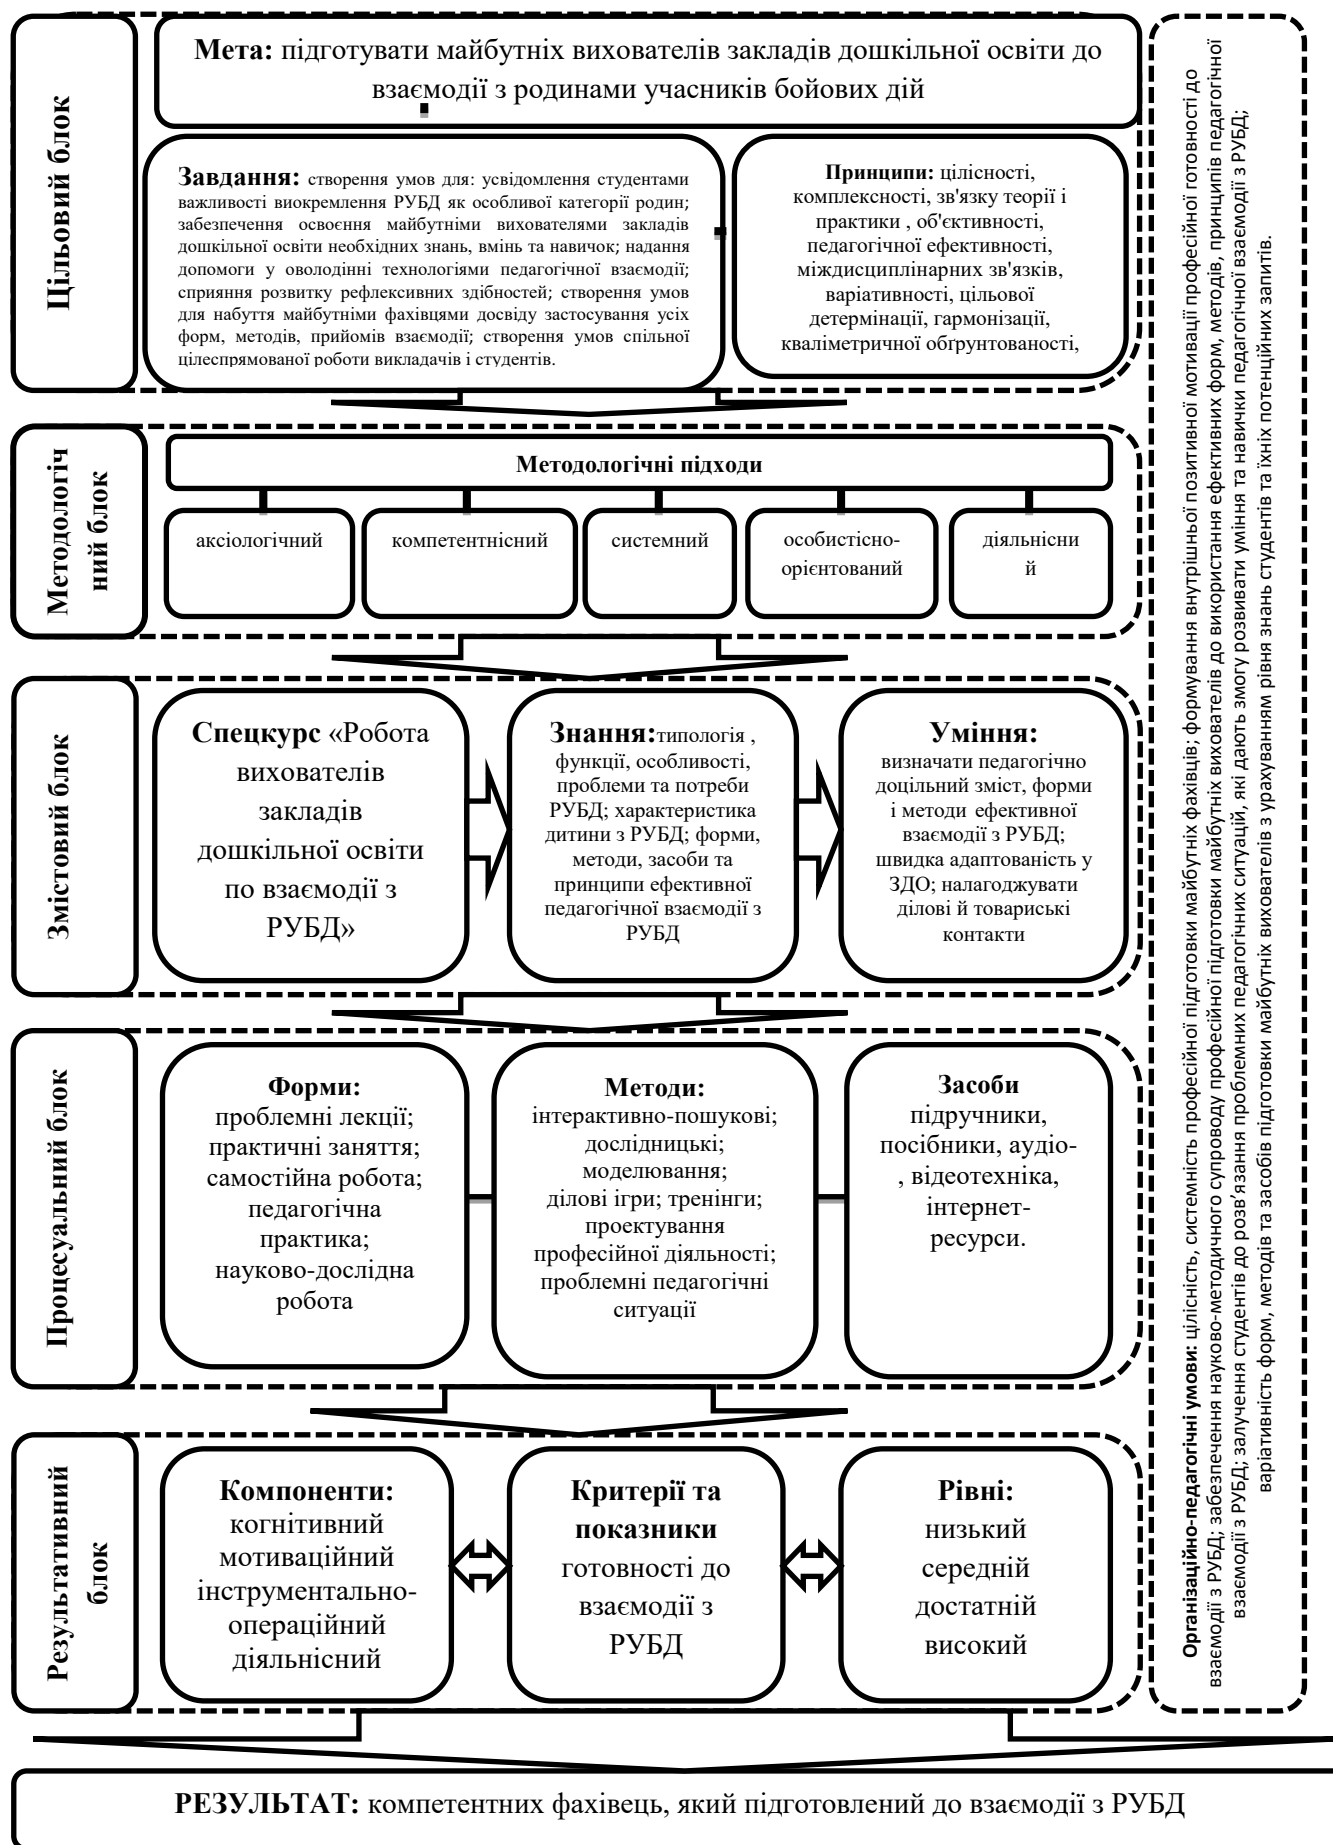 Мета: підготувати майбутніх вихователів закладів дошкільної освіти до
взаємодії з родинами учасників бойових дій
Цільовий блок
Завдання: створення умов для: усвідомлення студентами
важливості виокремлення РУБД як особливої категорії родин;
забезпечення освоєння майбутніми вихователями закладів
дошкільної освіти необхідних знань, вмінь та навичок; надання
допомоги у оволодінні технологіями педагогічної взаємодії;
сприяння розвитку рефлексивних здібностей; створення умов
для набуття майбутніми фахівцями досвіду застосування усіх
форм, методів, прийомів взаємодії; створення умов спільної
цілеспрямованої роботи викладачів і студентів.
Принципи: цілісності,
комплексності, зв'язку теорії і
практики , об'єктивності,
педагогічної ефективності,
міждисциплінарних зв'язків,
варіативності, цільової
детермінації, гармонізації,
кваліметричної обґрунтованості,
Методологіч
ний блок
Методологічні підходи
аксіологічний
компетентнісний
системний
особистісно-
орієнтований
діяльнісни
й
Змістовий блок
Спецкурс «Робота
вихователів
закладів
дошкільної освіти
по взаємодії з
РУБД»
Знання:типологія ,
функції, особливості,
проблеми та потреби
РУБД; характеристика
дитини з РУБД; форми,
методи, засоби та
принципи ефективної
педагогічної взаємодії з
РУБД
Уміння:
визначати педагогічно
доцільний зміст, форми
і методи ефективної
взаємодії з РУБД;
швидка адаптованість у
ЗДО; налагоджувати
ділові й товариські
контакти
Процесуальний блок
Форми:
проблемні лекції;
практичні заняття;
самостійна робота;
педагогічна
практика;
науково-дослідна
робота
Методи:
інтерактивно-пошукові;
дослідницькі;
моделювання;
ділові ігри; тренінги;
проектування
професійної діяльності;
проблемні педагогічні
ситуації
Засоби
підручники,
посібники, аудіо-
, відеотехніка,
інтернет-
ресурси.
Результативний
блок
Компоненти:
когнітивний
мотиваційний
інструментально-
операційний
діяльнісний
Критерії та
показники
готовності до
взаємодії з
РУБД
Рівні:
низький
середній
достатній
високий
Організаційно-педагогічні умови: цілісність, системність професійної підготовки майбутніх фахівців; формування внутрішньої позитивної мотивації професійної готовності до
взаємодії з РУБД; забезпечення науково-методичного супроводу професійної підготовки майбутніх вихователів до використання ефективних форм, методів, принципів педагогічної
взаємодії з РУБД; залучення студентів до розв'язання проблемних педагогічних ситуацій, які дають змогу розвивати уміння та навички педагогічної взаємодії з РУБД;
варіативність форм, методів та засобів підготовки майбутніх вихователів з урахуванням рівня знань студентів та їхніх потенційних запитів.
РЕЗУЛЬТАТ: компетентних фахівець, який підготовлений до взаємодії з РУБД